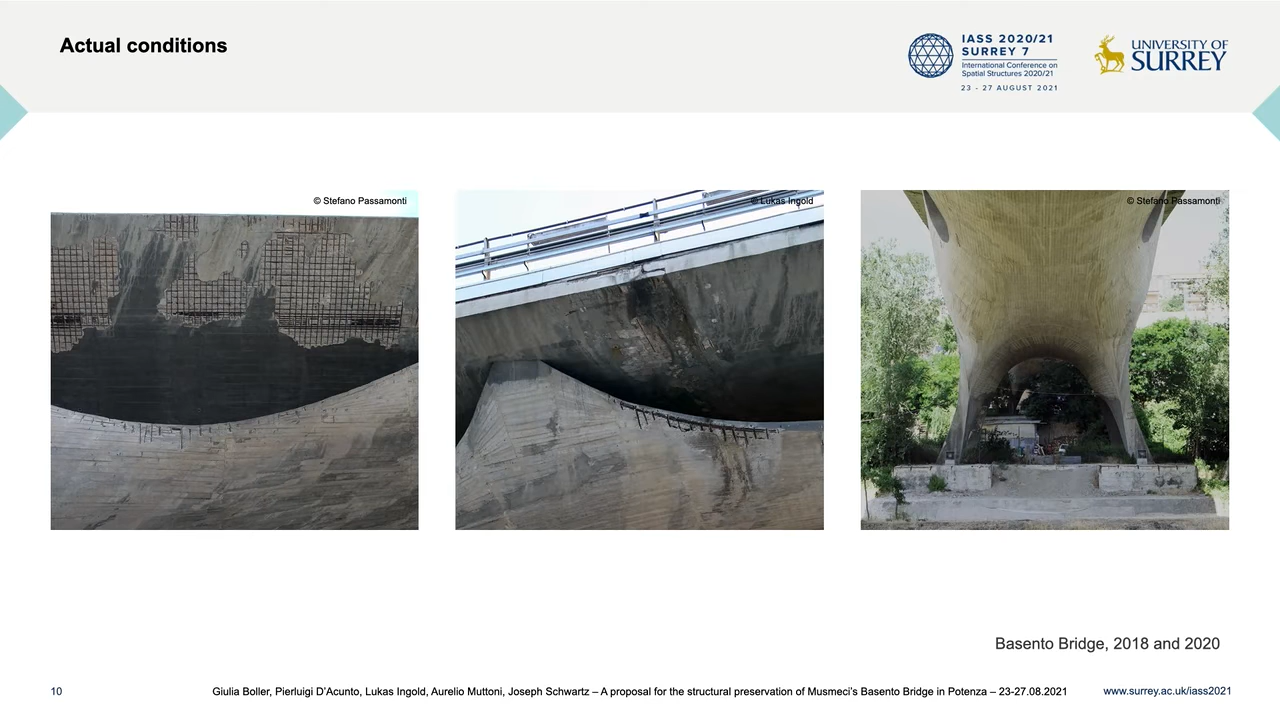 Actual conditions
IASS 2020/21
SURREY 7
International Conference on
Spatial Structures 2020/21
23 - 27 AUGUST 2021
UNIVERSITY OF
SURREY
© Stefano Passamonti
© Lukas Ingold
© Stefano Passamonti
Basento Bridge, 2018 and 2020
10
Giulia Boller, Pierluigi D'Acunto, Lukas Ingold, Aurelio Muttoni, Joseph Schwartz – A proposal for the structural preservation of Musmeci's Basento Bridge in Potenza – 23-27.08.2021
www.surrey.ac.uk/iass2021